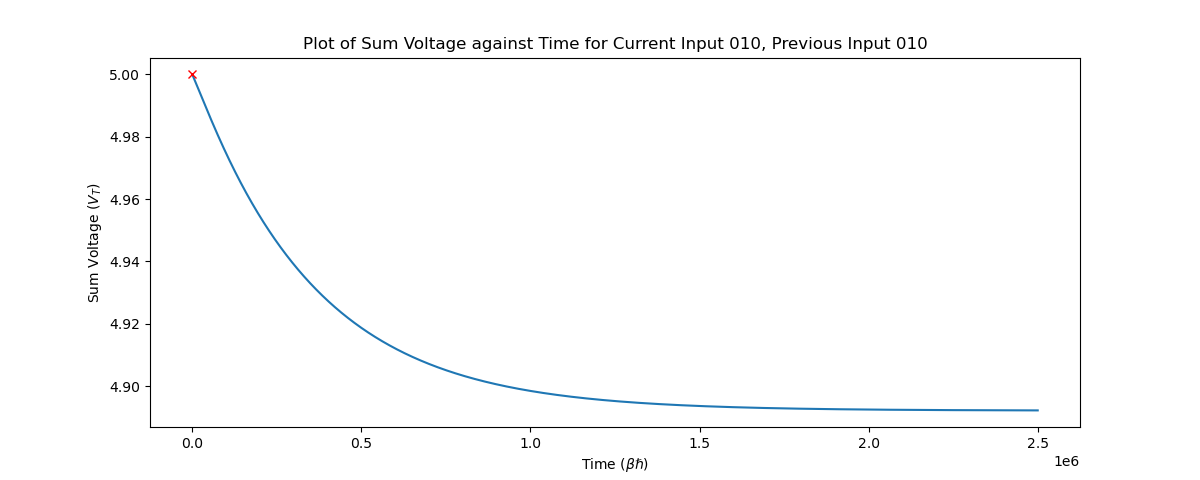 Plot of Sum Voltage against Time for Current Input 010, Previous Input 010
5.00
4.98
4.96
4.94
4.92
4.90
Sum Voltage (V_T)
0.0 0.5 1.0 1.5 2.0 2.5
1e6
Time (βħ)